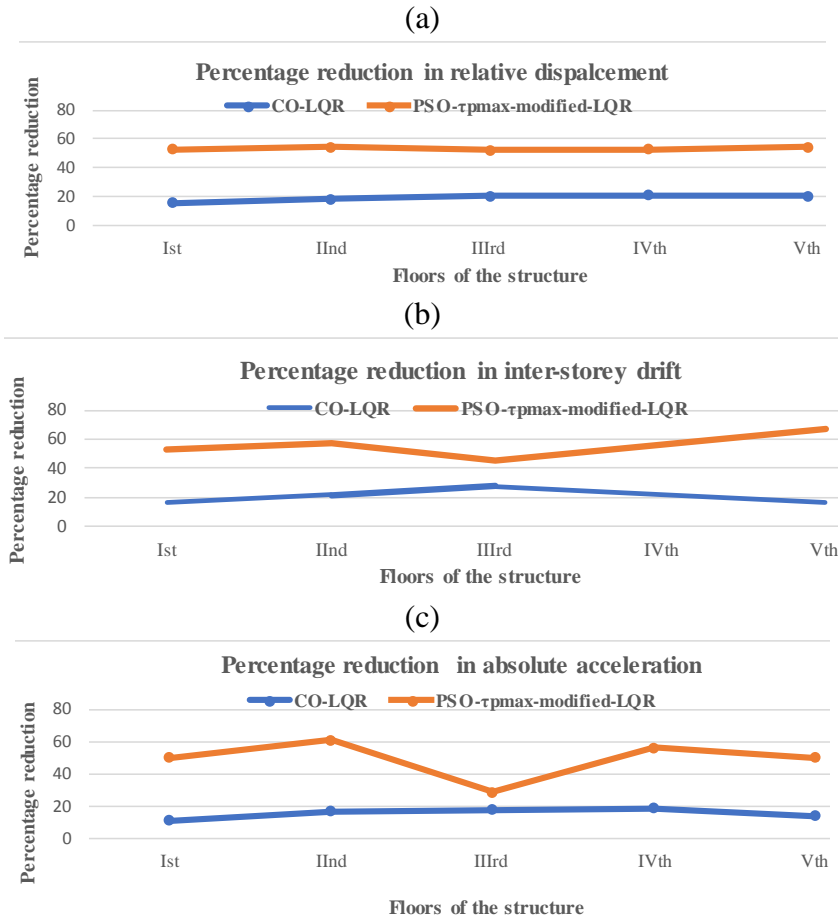 (a)
Percentage reduction in relative dispalcement
CO-LQR PSO-τpmax-modified-LQR
Percentage reduction
80
60
40
20
0
Ist IInd IIIrd IVth Vth
Floors of the structure
(b)
Percentage reduction in inter-storey drift
CO-LQR PSO-τpmax-modified-LQR
Percentage reduction
80
60
40
20
0
Ist IInd IIIrd IVth Vth
Floors of the structure
(c)
Percentage reduction in absolute acceleration
CO-LQR PSO-τpmax-modified-LQR
Percentage reduction
80
60
40
20
0
Ist IInd IIIrd IVth Vth
Floors of the structure